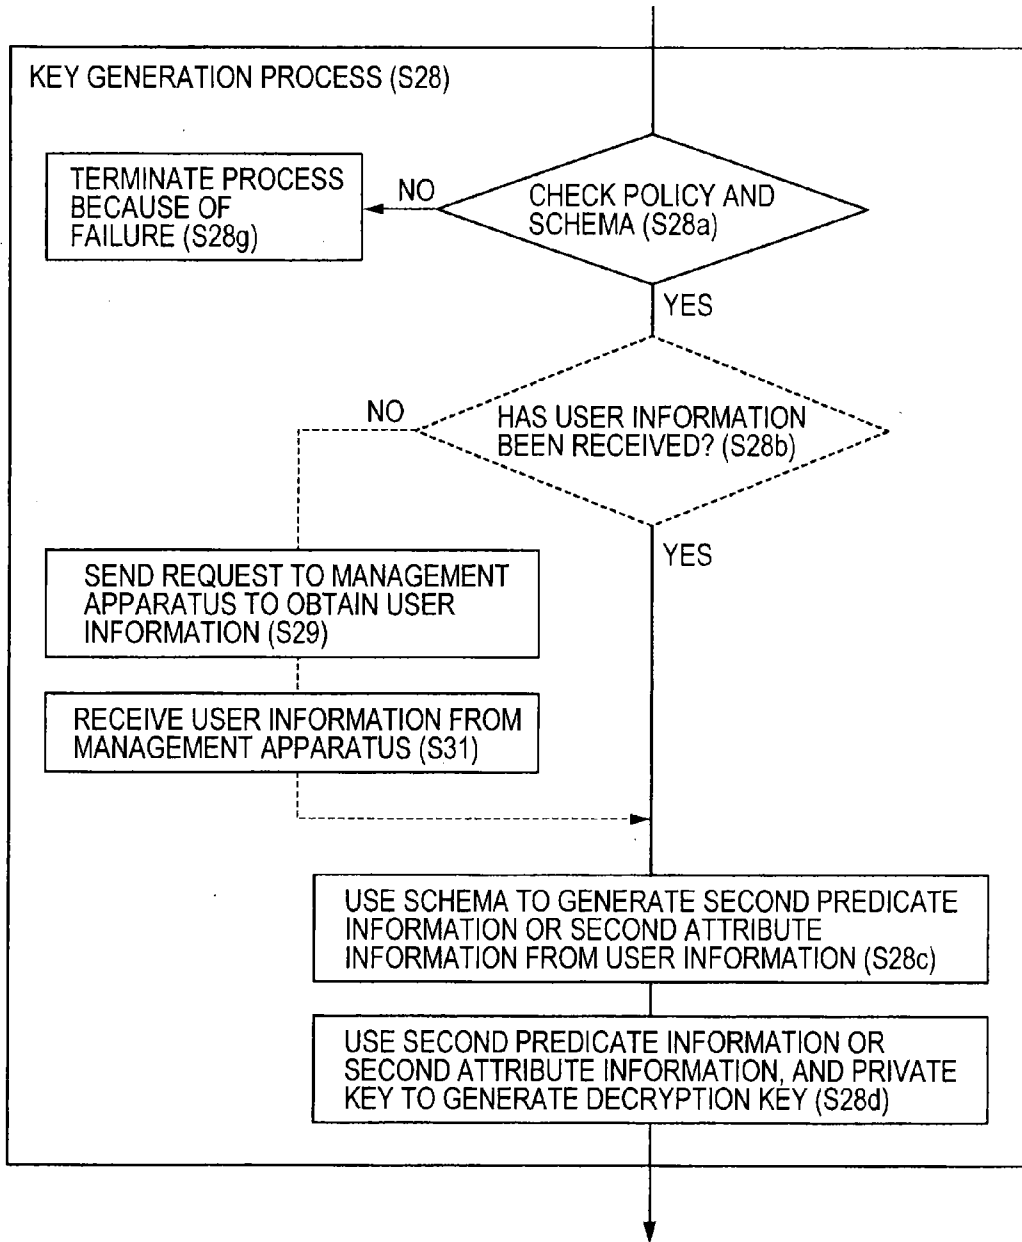 KEY GENERATION PROCESS (S28)
CHECK POLICY AND
SCHEMA (S28a)
NO
TERMINATE PROCESS
BECAUSE OF
FAILURE (S28g)
YES
HAS USER INFORMATION
BEEN RECEIVED? (S28b)
NO
YES
SEND REQUEST TO MANAGEMENT
APPARATUS TO OBTAIN USER
INFORMATION (S29)
RECEIVE USER INFORMATION FROM
MANAGEMENT APPARATUS (S31)
USE SCHEMA TO GENERATE SECOND PREDICATE
INFORMATION OR SECOND ATTRIBUTE
INFORMATION FROM USER INFORMATION (S28c)
USE SECOND PREDICATE INFORMATION OR
SECOND ATTRIBUTE INFORMATION, AND PRIVATE
KEY TO GENERATE DECRYPTION KEY (S28d)